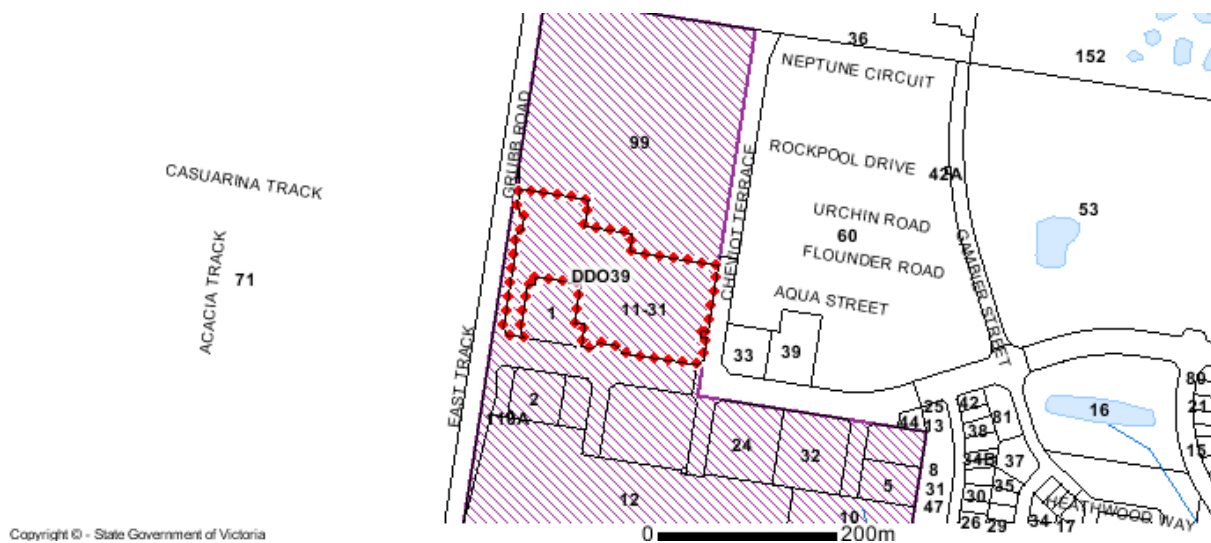 36
152
NEPTUNE CIRCUIT
GRUBB ROAD
99
ROCKPOOL DRIVE
CASUARINA TRACK
CHEVIOT TERRACE
53
URCHIN ROAD
60
FLOUNDER ROAD
GAMBIER STREET
ACACIA TRACK
71
DDO39
AQUA STREET
1
11-31
33
39
EAST TRACK
80
2
25
42
16
21
110A
44
13
81
24
38
32
15
34B
37
8
5
31
35
30
12
47
HEATHWOOD WAY
10
26
29
34
17
Copyright © - State Government of Victoria
0
200m